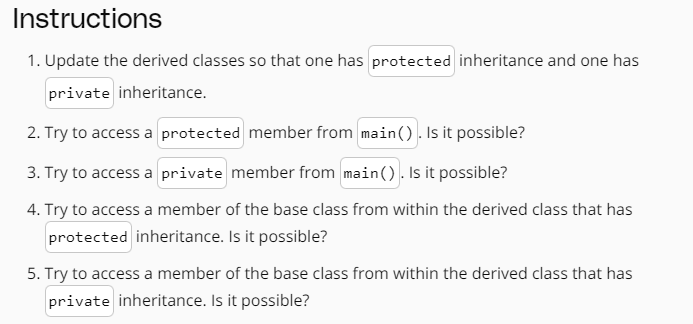 Instructions
1. Update the derived classes so that one has protected inheritance and one has
private inheritance.
2. Try to access a protected member from main(). Is it possible?
3. Try to access a private member from main(). Is it possible?
4. Try to access a member of the base class from within the derived class that has
protected inheritance. Is it possible?
5. Try to access a member of the base class from within the derived class that has
private inheritance. Is it possible?